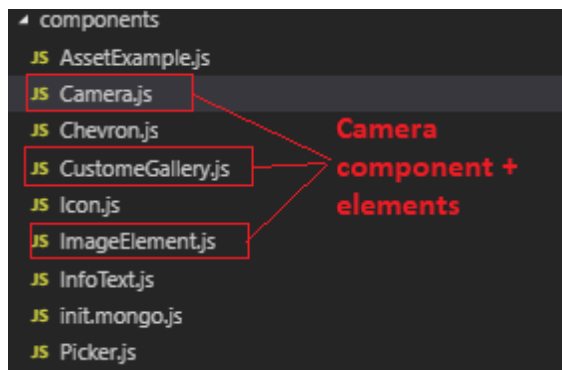 components
JS AssetExample.js
JS Camera.js
JS Chevron.js
JS CustomeGallery.js
JS Icon.js
JS ImageElement.js
JS InfoText.js
JS init.mongo.js
JS Picker.js
Camera
component +
elements